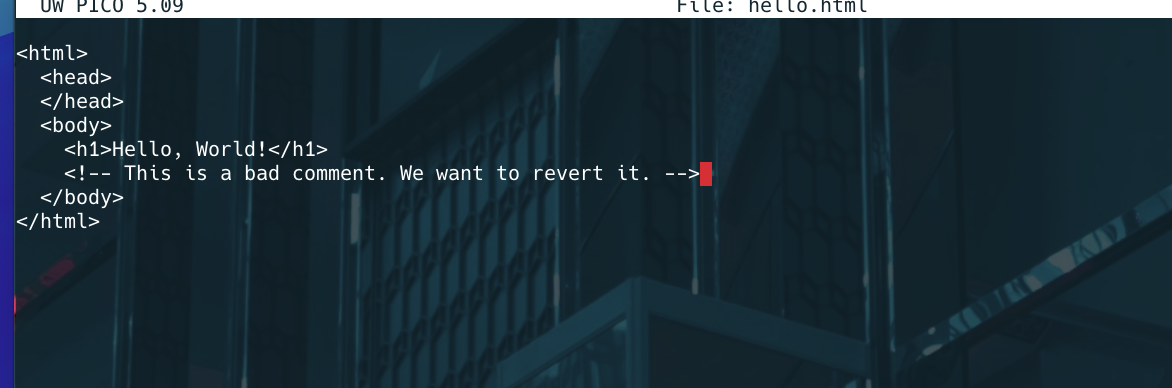 UW PICO 5.09 File: hello.html
<html>
  <head>
  </head>
  <body>
    <h1>Hello, World!</h1>
    <!-- This is a bad comment. We want to revert it. -->
  </body>
</html>